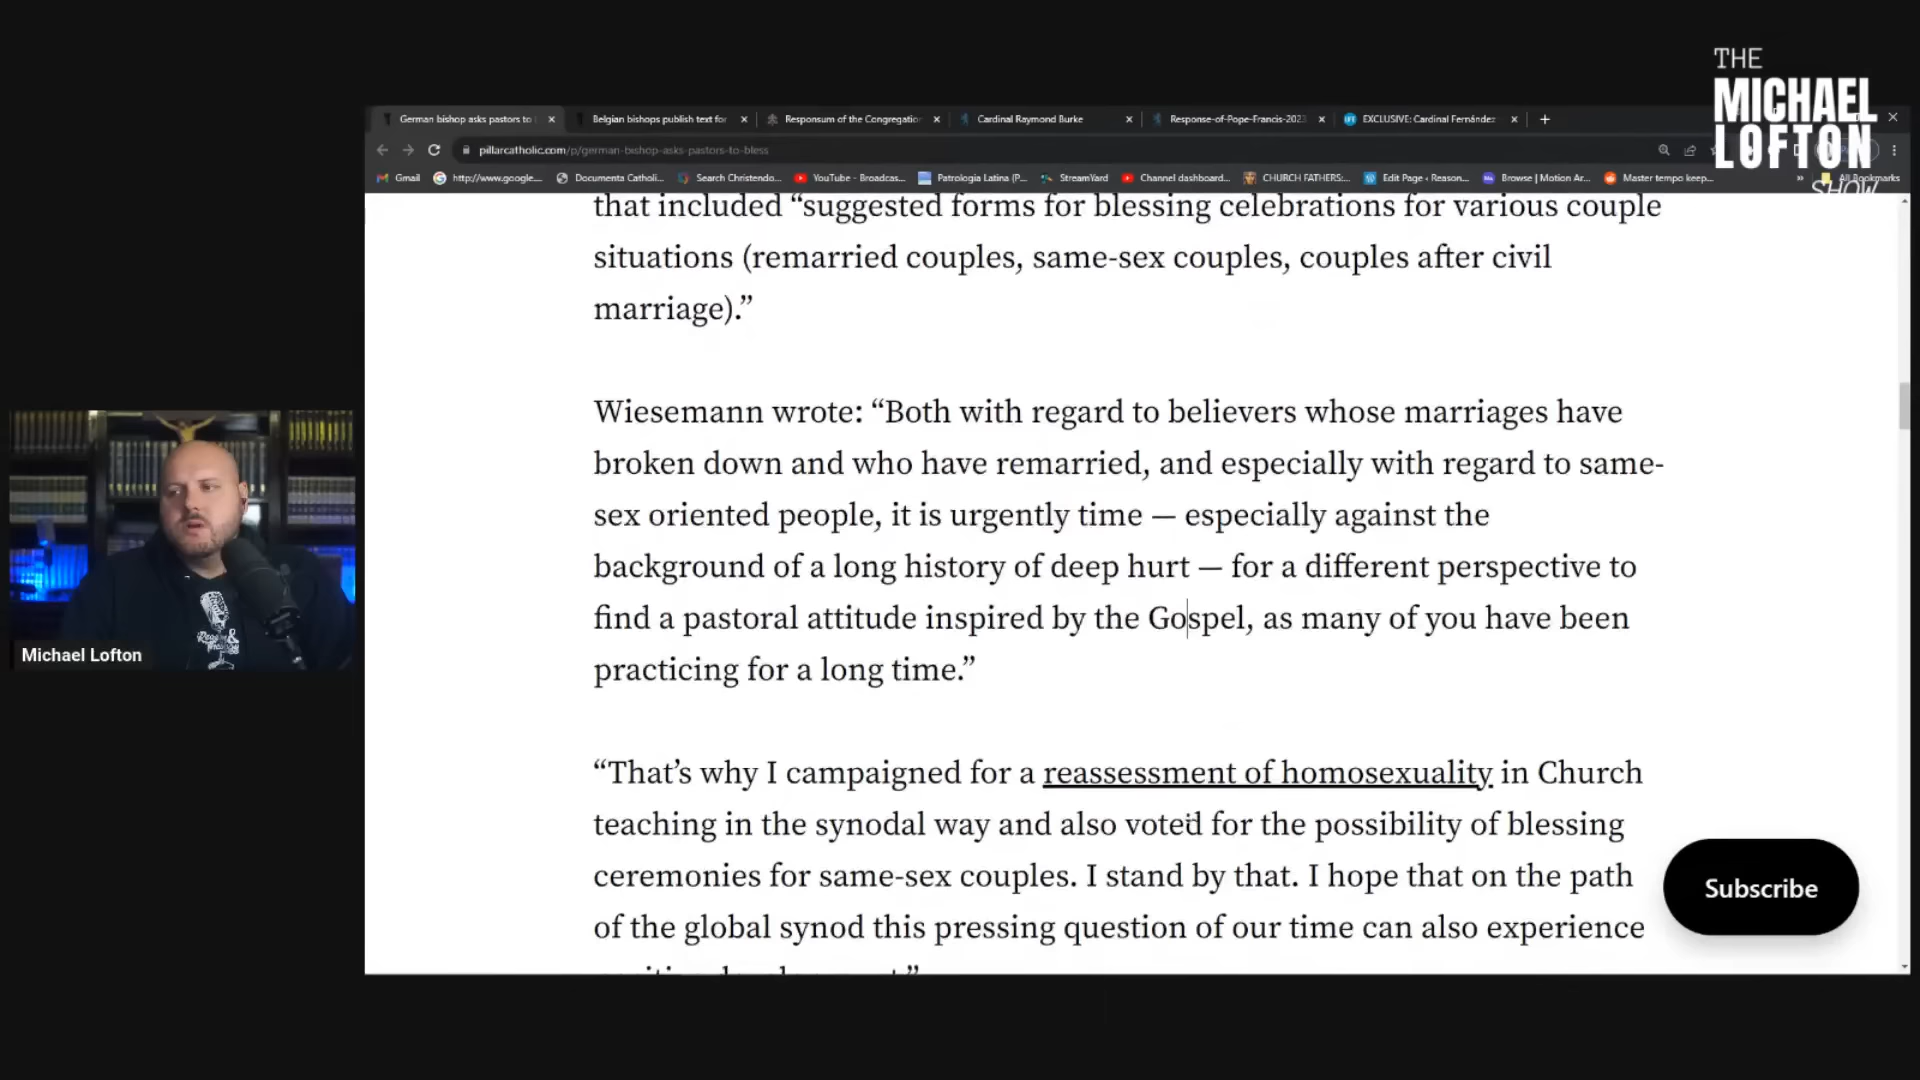 THE
MICHAEL
LOFTON
SHOW
German bishop asks pastors to
Belgian bishops publish text for
Responsum of the Congregation
Cardinal Raymond Burke
Response-of-Pope-Francis-2023
EXCLUSIVE: Cardinal Fernández
pillarcatholic.com/p/german-bishop-asks-pastors-to-bless
Gmail
http://www.google....
Documenta Catholi...
Search Christendo...
YouTube - Broadcas...
Patrologia Latina (P...
StreamYard
Channel dashboard...
CHURCH FATHERS:...
Edit Page ‹ Reason...
Browse | Motion Ar...
Master tempo keep...
»
All Bookmarks
that included “suggested forms for blessing celebrations for various couple
situations (remarried couples, same-sex couples, couples after civil
marriage).”
Wiesemann wrote: “Both with regard to believers whose marriages have
broken down and who have remarried, and especially with regard to same-
sex oriented people, it is urgently time — especially against the
background of a long history of deep hurt — for a different perspective to
find a pastoral attitude inspired by the Gospel, as many of you have been
practicing for a long time.”
“That’s why I campaigned for a reassessment of homosexuality in Church
teaching in the synodal way and also voted for the possibility of blessing
ceremonies for same-sex couples. I stand by that. I hope that on the path
of the global synod this pressing question of our time can also experience
Subscribe
Reason &
Michael Lofton